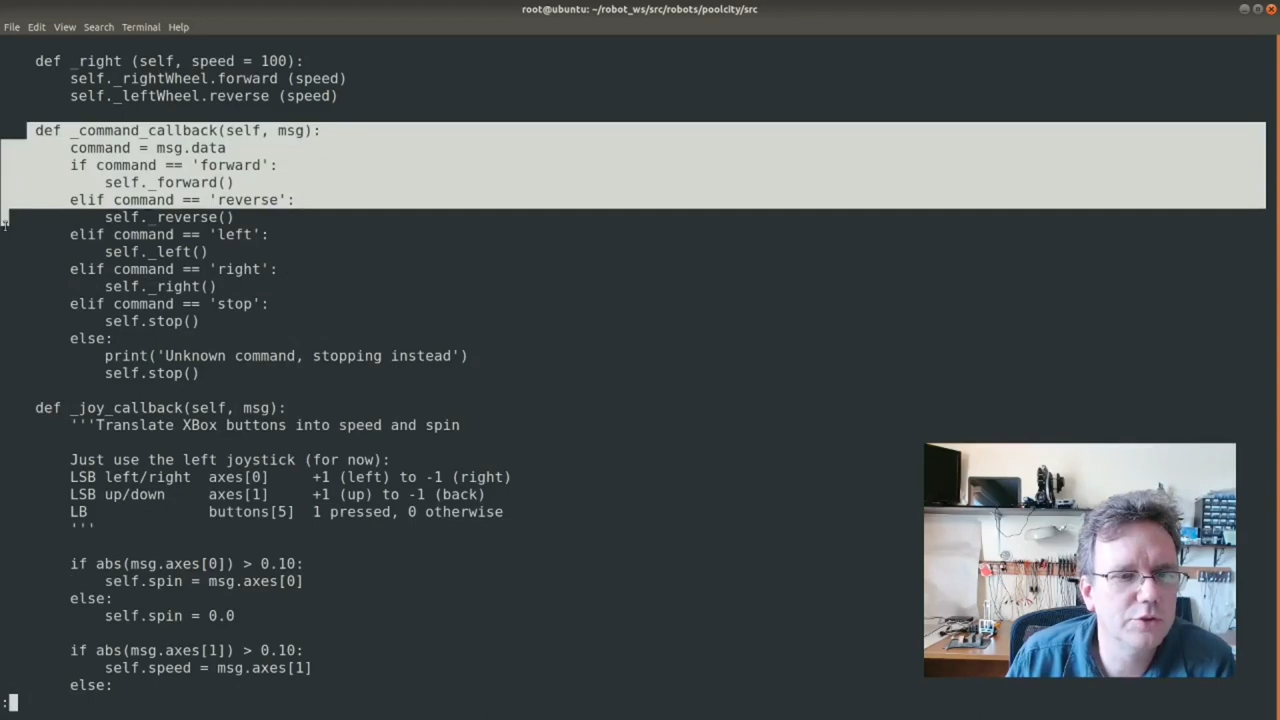 root@ubuntu: ~/robot_ws/src/robots/poolcity/src
File Edit View Search Terminal Help
def _right (self, speed = 100):
self._rightWheel.forward (speed)
self._leftWheel.reverse (speed)
def _command_callback(self, msg):
command = msg.data
if command == 'forward':
self._forward()
elif command == 'reverse':
self._reverse()
elif command == 'left':
self._left()
elif command == 'right':
self._right()
elif command == 'stop':
self.stop()
else:
print('Unknown command, stopping instead')
self.stop()
def _joy_callback(self, msg):
'''Translate XBox buttons into speed and spin
Just use the left joystick (for now):
LSB left/right axes[0] +1 (left) to -1 (right)
LSB up/down axes[1] +1 (up) to -1 (back)
LB buttons[5] 1 pressed, 0 otherwise
'''
if abs(msg.axes[0]) > 0.10:
self.spin = msg.axes[0]
else:
self.spin = 0.0
if abs(msg.axes[1]) > 0.10:
self.speed = msg.axes[1]
else:
: